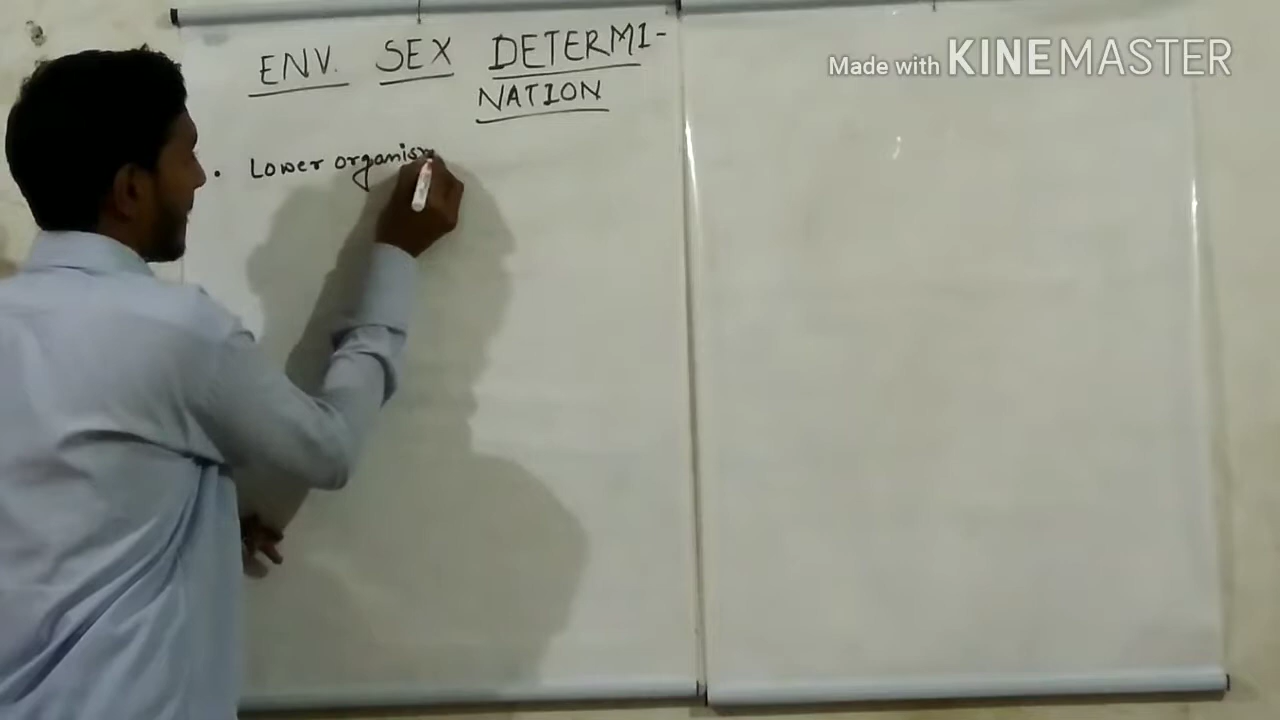 ENV. SEX DETERMI-
NATION
Made with KINEMASTER
. Lower organism